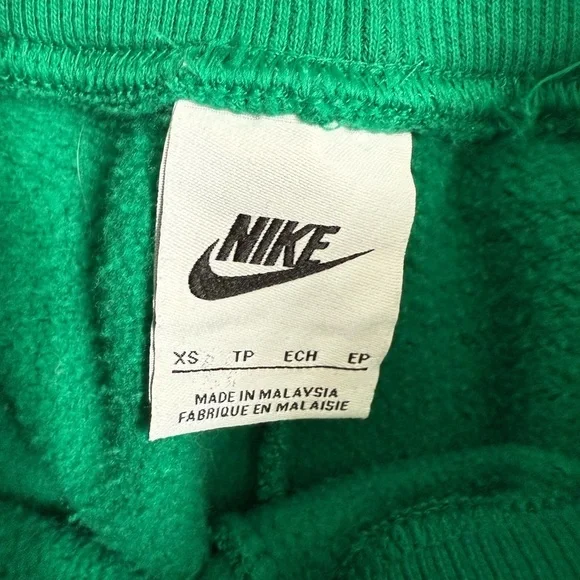 NIKE
XS TP ECH EP
MADE IN MALAYSIA
FABRIQUE EN MALAISIE